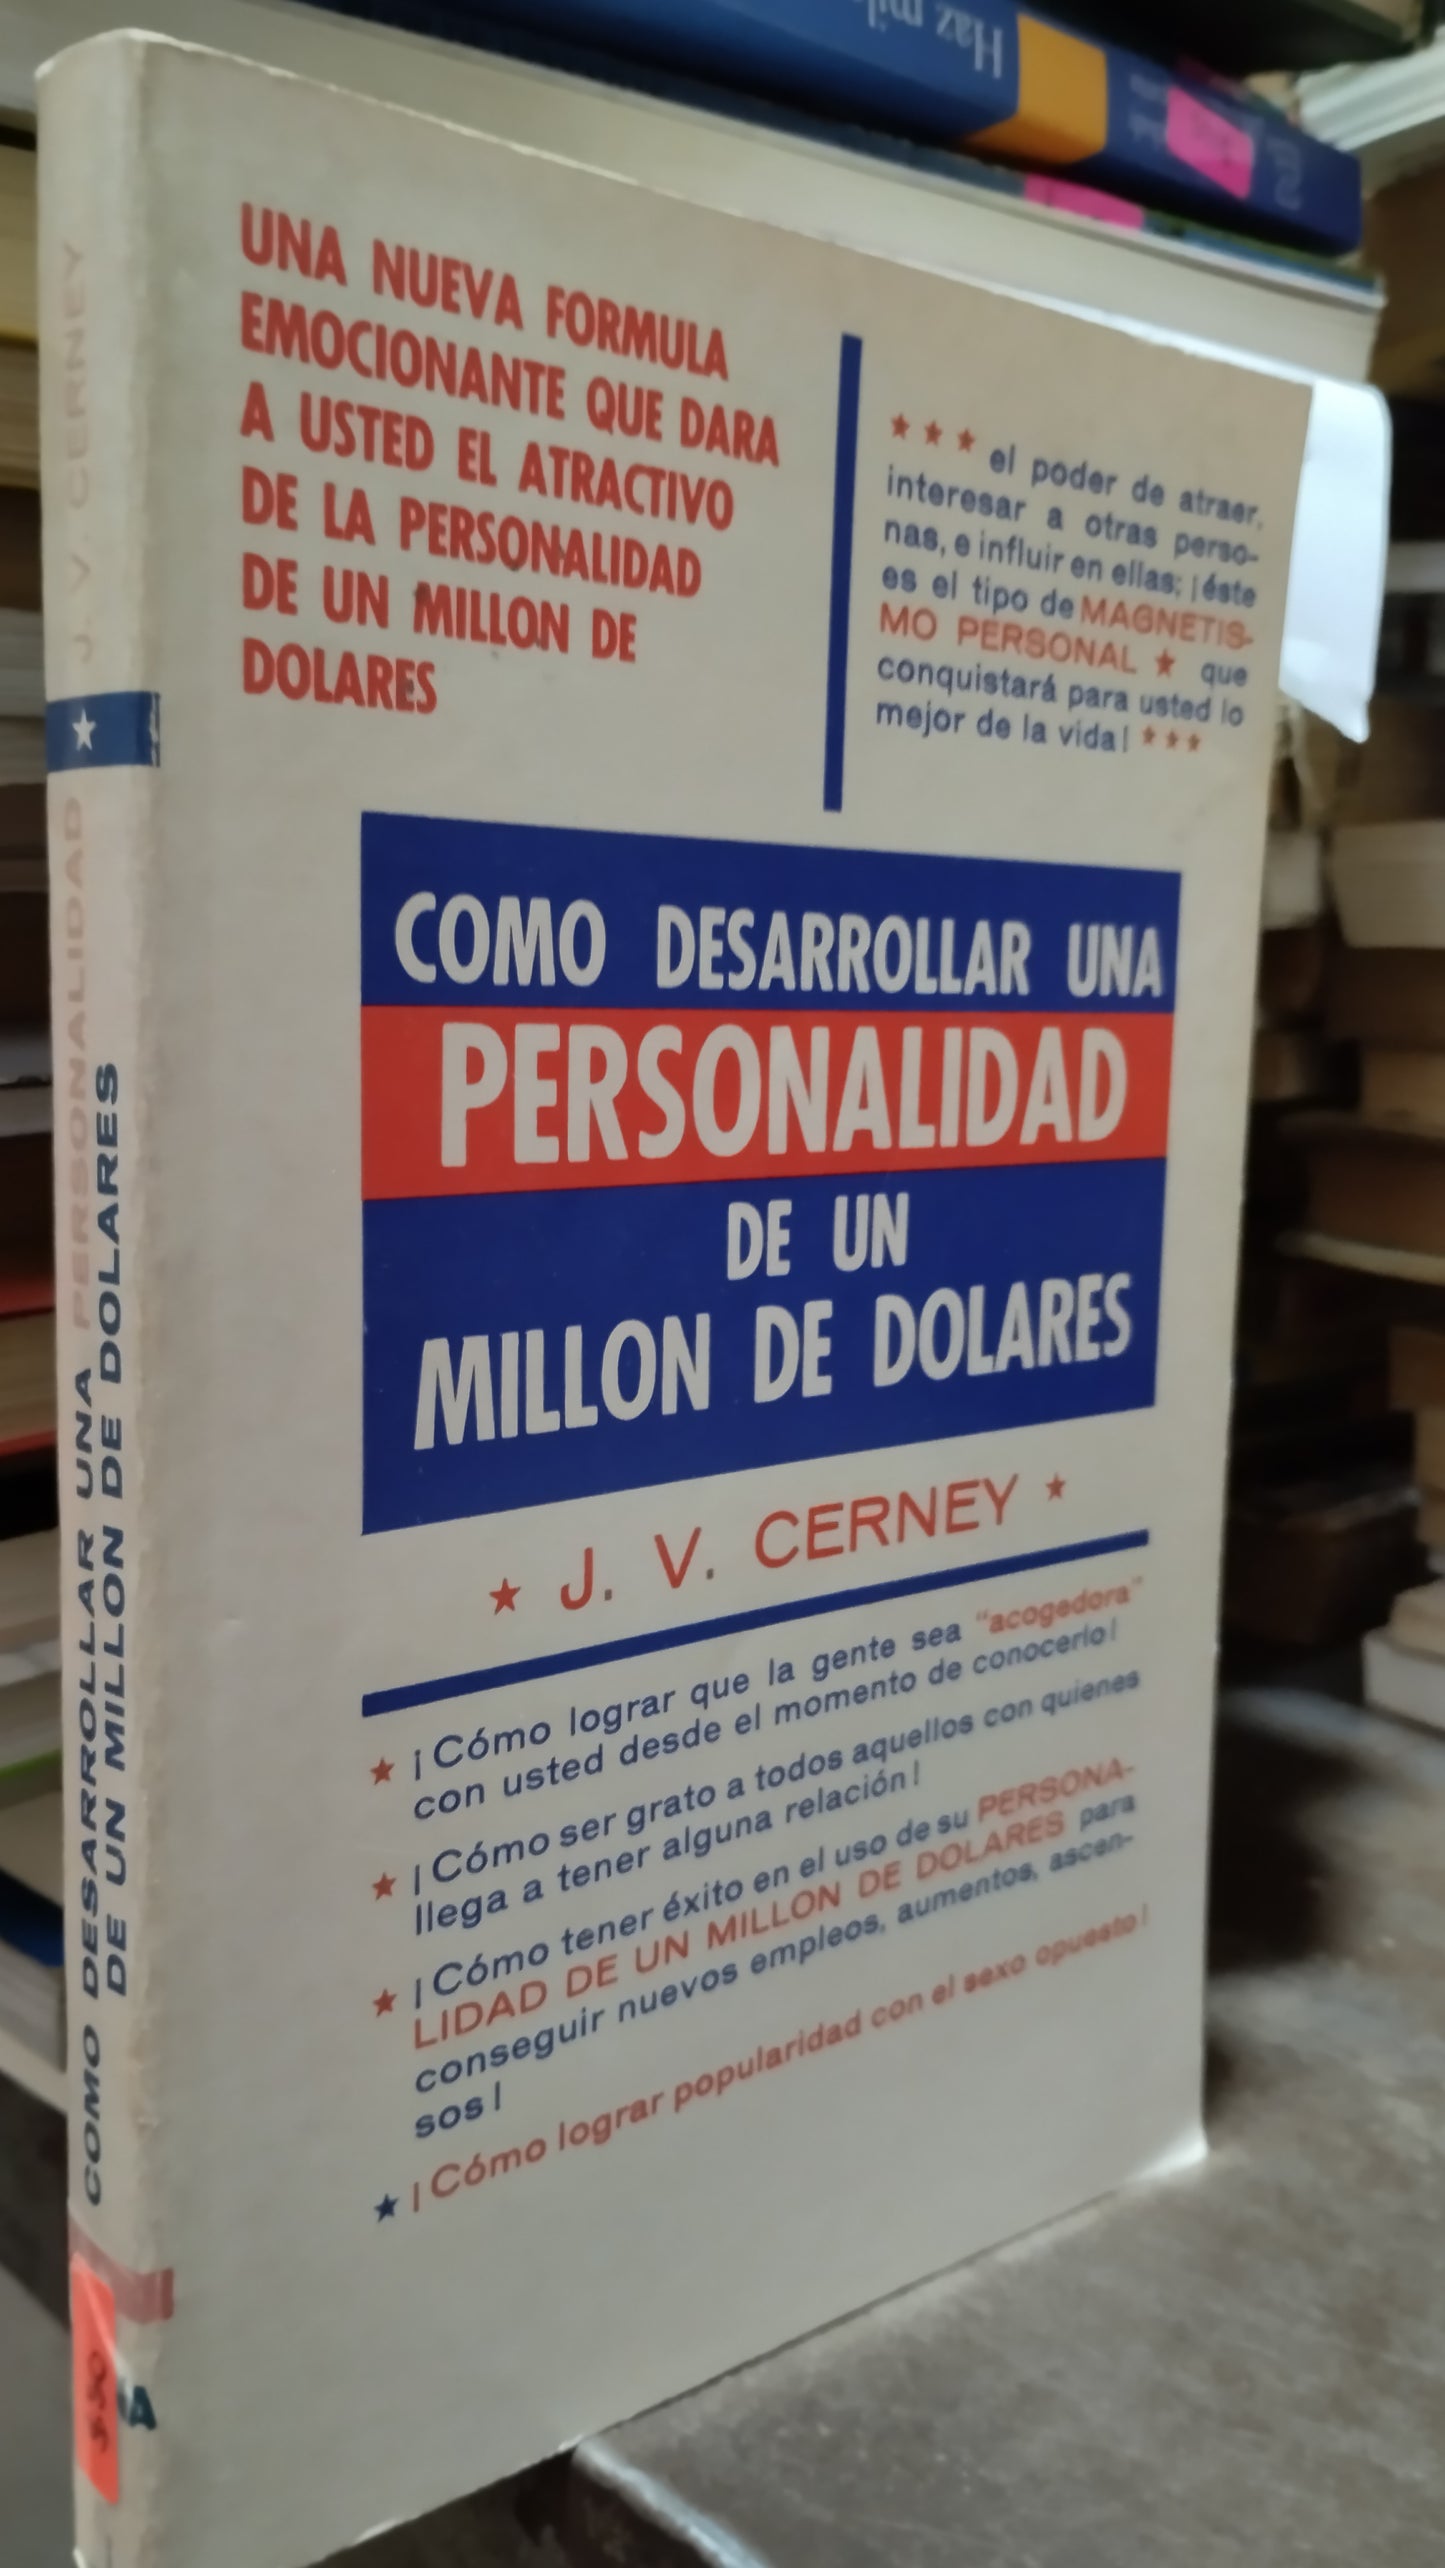 Haz
UNA NUEVA FORMULA
EMOCIONANTE QUE DARA
A USTED EL ATRACTIVO
DE LA PERSONALIDAD
DE UN MILLON DE
DOLARES
★ ★ ★ el poder de atraer,
interesar a otras perso-
nas, e influir en ellas; ¡éste
es el tipo de MAGNETIS-
MO PERSONAL ★ que
conquistará para usted lo
mejor de la vida! ★ ★ ★
COMO DESARROLLAR UNA
PERSONALIDAD
DE UN
MILLON DE DOLARES
★ J. V. CERNEY ★
★ ¡Cómo lograr que la gente sea "acogedora"
con usted desde el momento de conocerlo!
★ ¡Cómo ser grato a todos aquellos con quienes
llega a tener alguna relación!
★ ¡Cómo tener éxito en el uso de su PERSONA-
LIDAD DE UN MILLON DE DOLARES para
conseguir nuevos empleos, aumentos, ascen-
sos!
★ ¡Cómo lograr popularidad con el sexo opuesto!
COMO DESARROLLAR UNA PERSONALIDAD ★ J. V. CERNEY
DE UN MILLON DE DOLARES